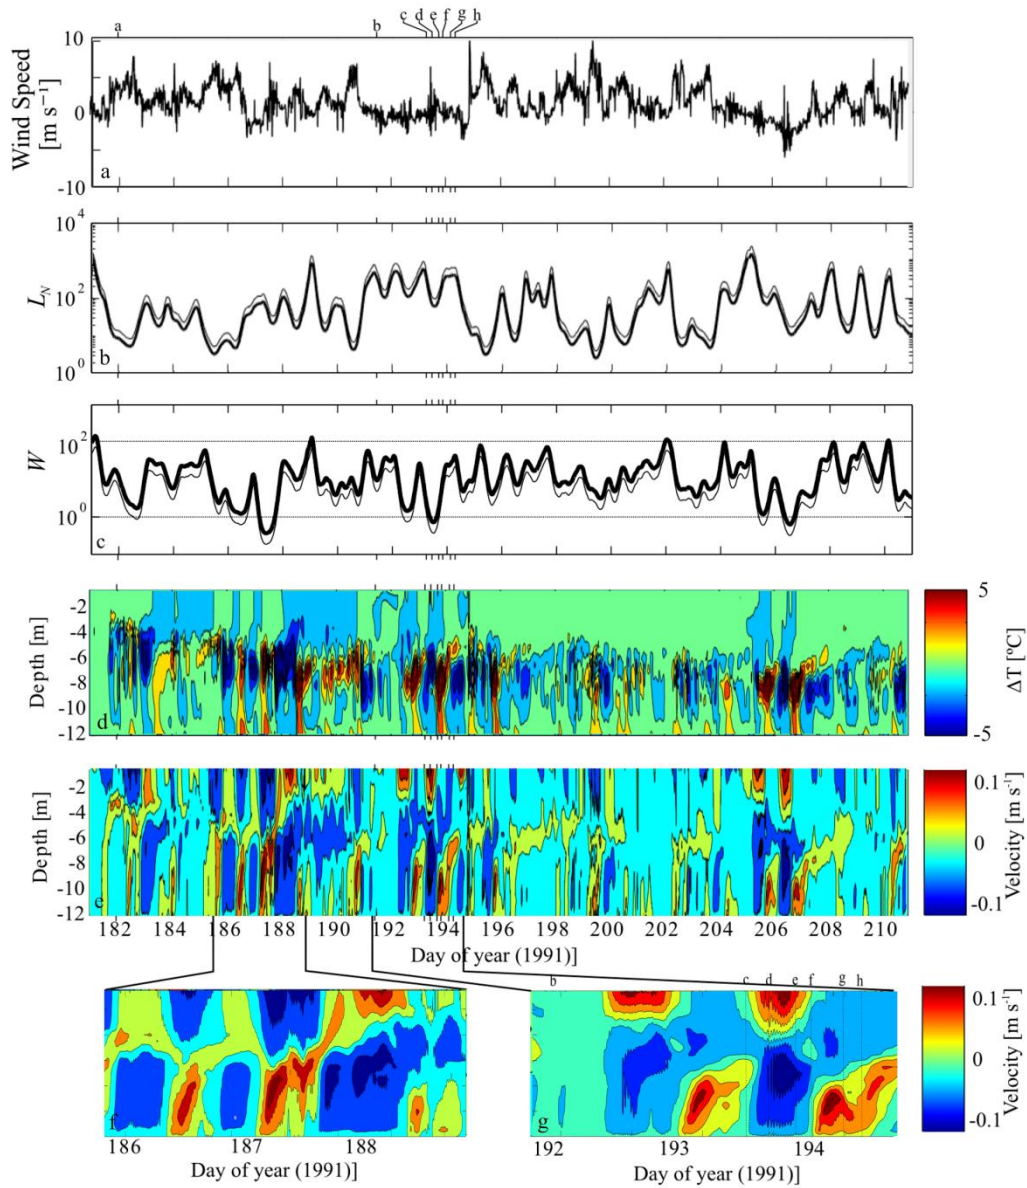 a b c d e f g h
10
0
-10
Wind Speed
[m s⁻¹]
a
10⁴
10²
10⁰
L_N
b
10²
10⁰
W
c
-2
-4
-6
-8
-10
-12
Depth [m]
d
5
-5
ΔT [ºC]
-2
-4
-6
-8
-10
-12
Depth [m]
e
0.1
0
-0.1
Velocity [m s⁻¹]
182 184 186 188 190 192 194 196 198 200 202 204 206 208 210
Day of year (1991)]
b c d e f g h
f
186 187 188
Day of year (1991)]
g
192 193 194
Day of year (1991)]
0.1
0
-0.1
Velocity [m s⁻¹]